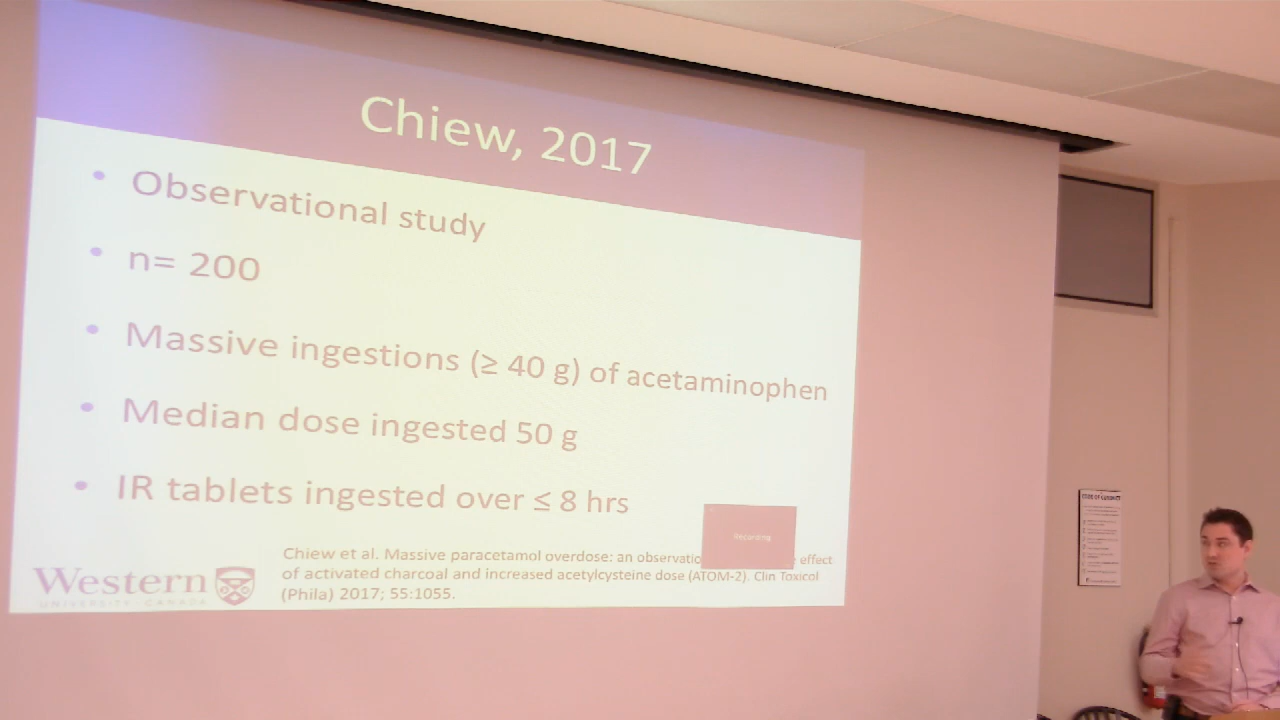 Chiew, 2017
• Observational study
• n= 200
• Massive ingestions (≥ 40 g) of acetaminophen
• Median dose ingested 50 g
• IR tablets ingested over ≤ 8 hrs
Recording
Chiew et al. Massive paracetamol overdose: an effect
of activated charcoal and increased acetylcysteine dose (ATOM-2). Clin Toxicol
(Phila) 2017; 55:1055.
Western
UNIVERSITY · CANADA